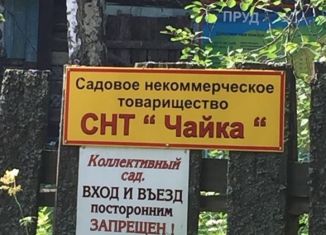 ПРУД
Садовое некоммерческое
товарищество
СНТ “ Чайка “
Коллективный
сад.
ВХОД И ВЪЕЗД
посторонним
ЗАПРЕЩЕН !